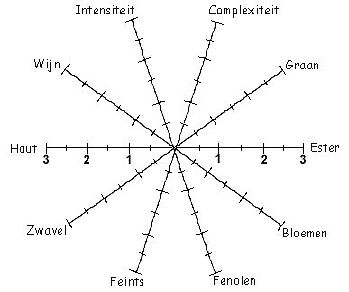 Intensiteit Complexiteit
Wijn Graan
Hout Ester
3 2 1 1 2 3
Zwavel Bloemen
Feints Fenolen